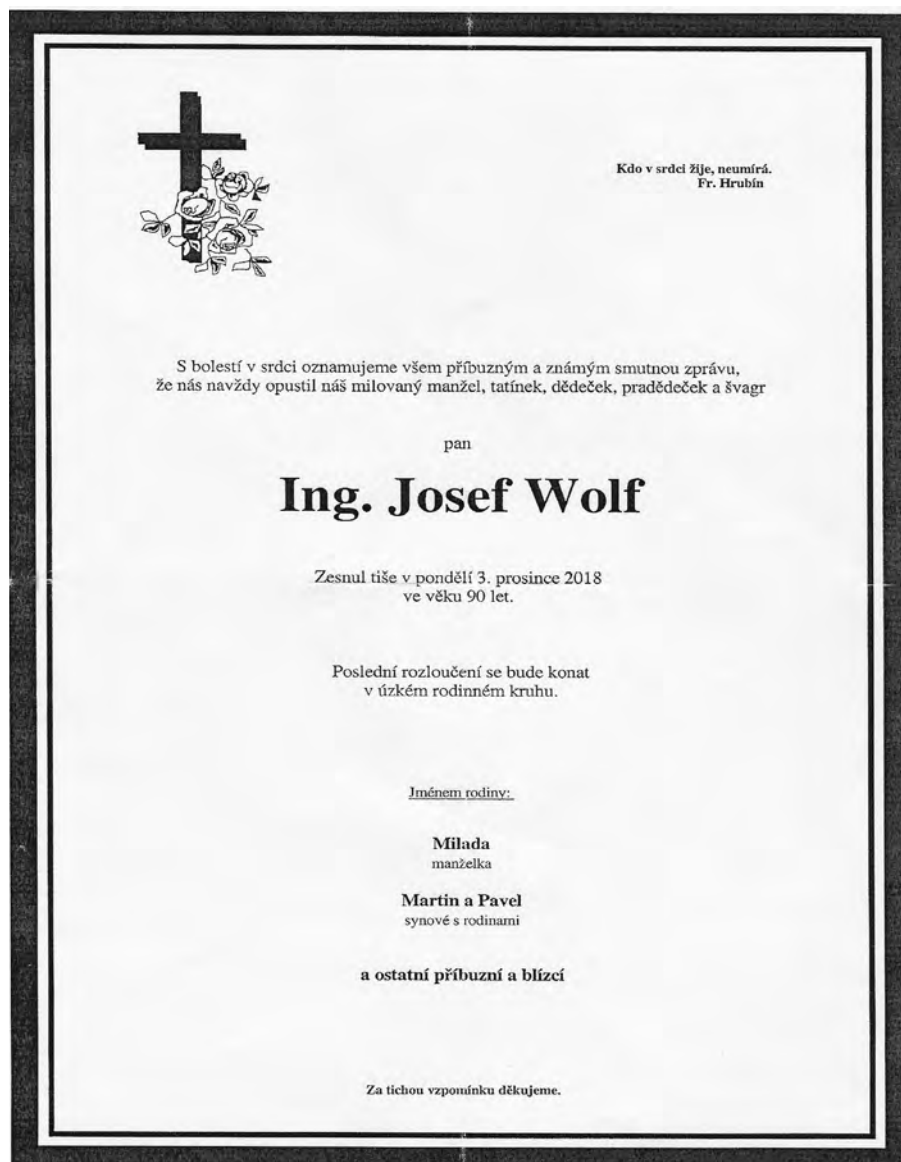 Kdo v srdci žije, neumírá.
Fr. Hrubín
S bolestí v srdci oznamujeme všem příbuzným a známým smutnou zprávu,
že nás navždy opustil náš milovaný manžel, tatínek, dědeček, pradědeček a švagr
pan
Ing. Josef Wolf
Zesnul tiše v pondělí 3. prosince 2018
ve věku 90 let.
Poslední rozloučení se bude konat
v úzkém rodinném kruhu.
Jménem rodiny:
Milada
manželka
Martin a Pavel
synové s rodinami
a ostatní příbuzní a blízcí
Za tichou vzpomínku děkujeme.